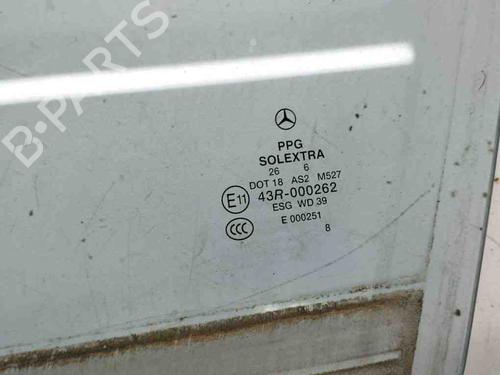 B-PARTS
PPG
SOLEXTRA
26 6
DOT 18 AS2 M527
E11 43R-000262
ESG WD 39
CCC E 000251
8